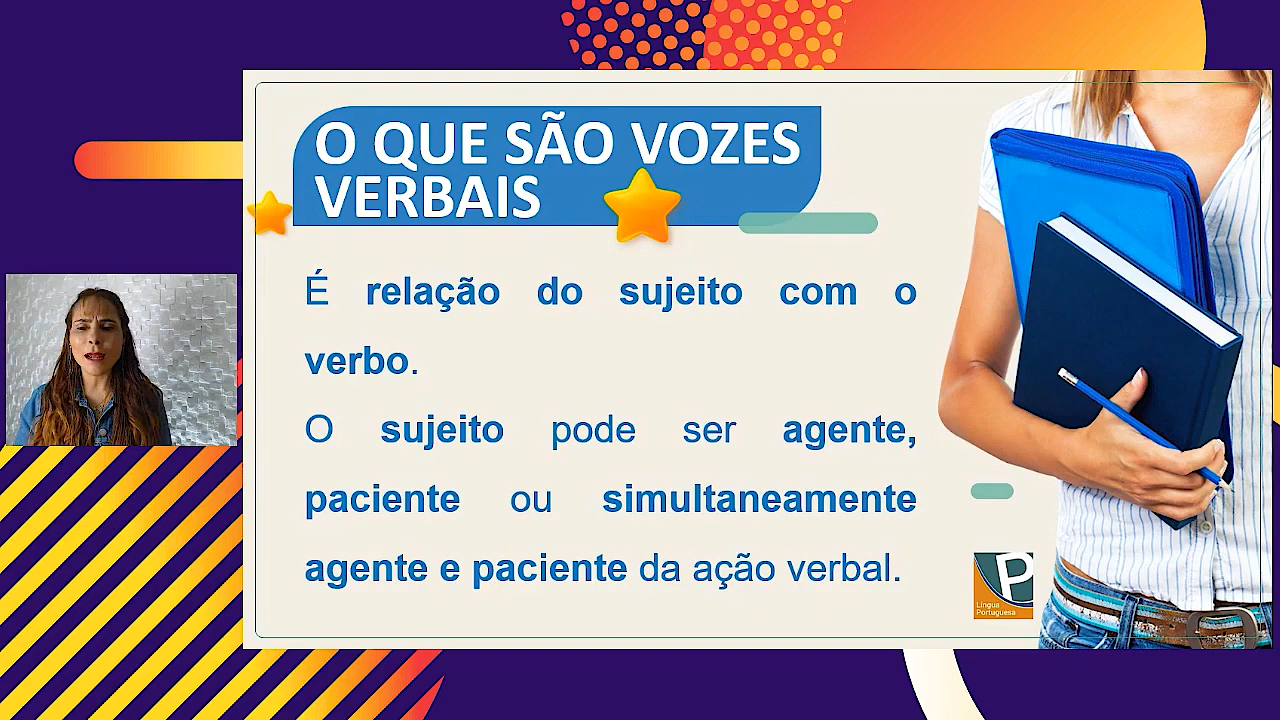 O QUE SÃO VOZES
VERBAIS
É relação do sujeito com o
verbo.
O sujeito pode ser agente,
paciente ou simultaneamente
agente e paciente da ação verbal.
P
Língua
Portuguesa